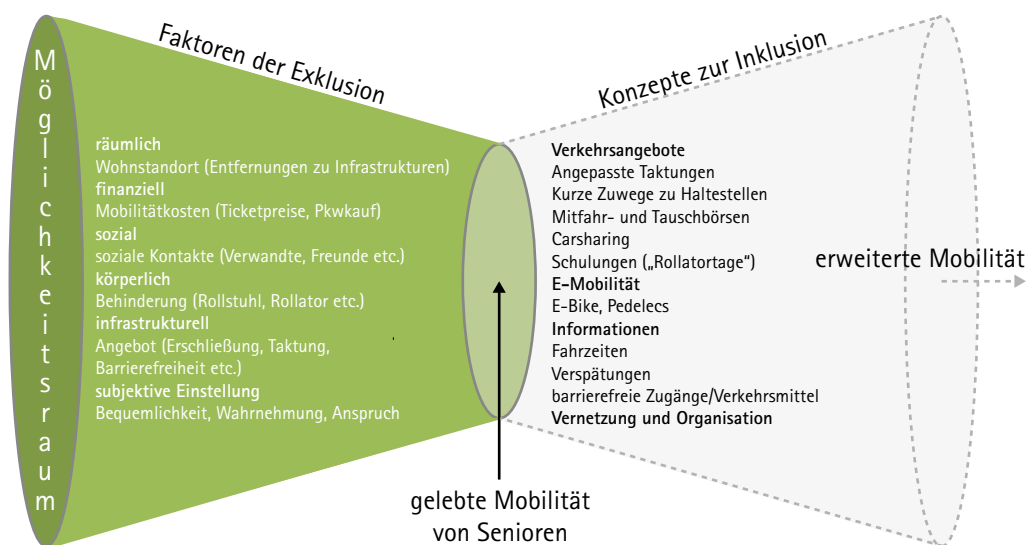 Möglichkeitsraum
Faktoren der Exklusion
räumlich
Wohnstandort (Entfernungen zu Infrastrukturen)
finanziell
Mobilitätkosten (Ticketpreise, Pkwkauf)
sozial
soziale Kontakte (Verwandte, Freunde etc.)
körperlich
Behinderung (Rollstuhl, Rollator etc.)
infrastrukturell
Angebot (Erschließung, Taktung,
Barrierefreiheit etc.)
subjektive Einstellung
Bequemlichkeit, Wahrnehmung, Anspruch
gelebte Mobilität
von Senioren
Konzepte zur Inklusion
Verkehrsangebote
Angepasste Taktungen
Kurze Zuwege zu Haltestellen
Mitfahr- und Tauschbörsen
Carsharing
Schulungen („Rollatortage“)
E-Mobilität
E-Bike, Pedelecs
Informationen
Fahrzeiten
Verspätungen
barrierefreie Zugänge/Verkehrsmittel
Vernetzung und Organisation
erweiterte Mobilität